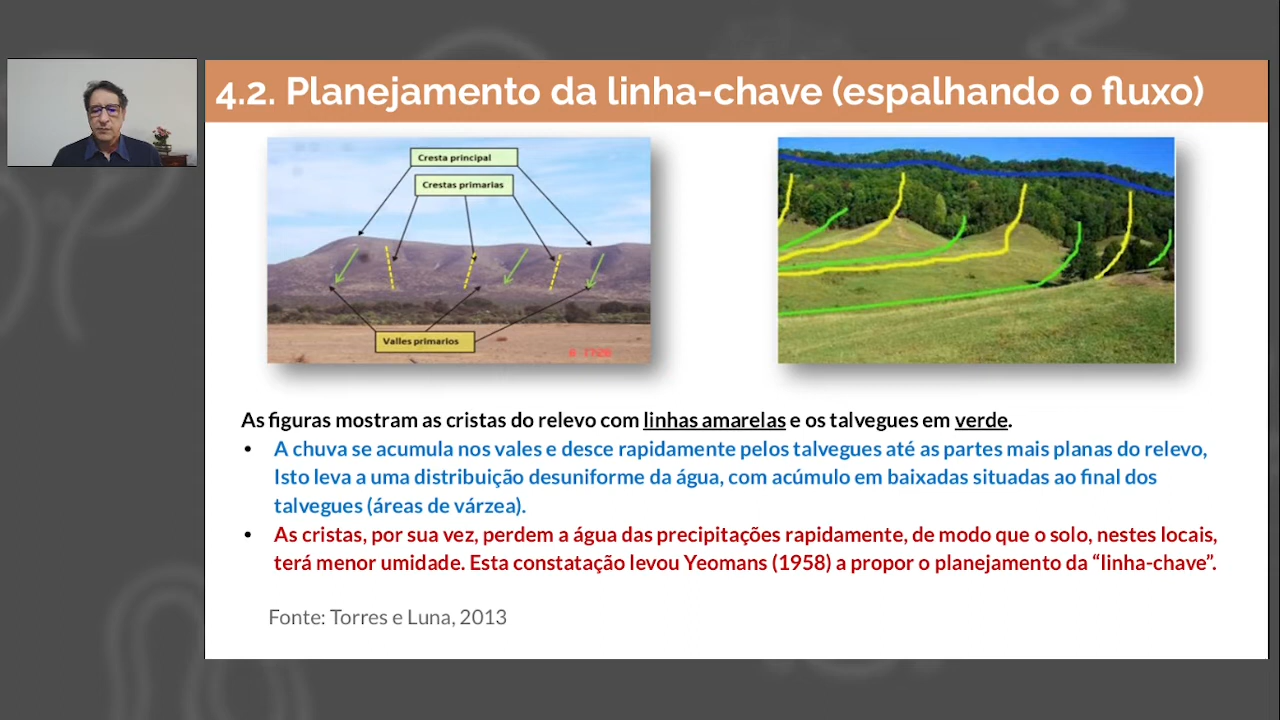 4.2. Planejamento da linha-chave (espalhando o fluxo)
Cresta principal
Crestas primarias
Valles primarios
As figuras mostram as cristas do relevo com linhas amarelas e os talvegues em verde.
• A chuva se acumula nos vales e desce rapidamente pelos talvegues até as partes mais planas do relevo,
Isto leva a uma distribuição desuniforme da água, com acúmulo em baixadas situadas ao final dos
talvegues (áreas de várzea).
• As cristas, por sua vez, perdem a água das precipitações rapidamente, de modo que o solo, nestes locais,
terá menor umidade. Esta constatação levou Yeomans (1958) a propor o planejamento da “linha-chave”.
Fonte: Torres e Luna, 2013